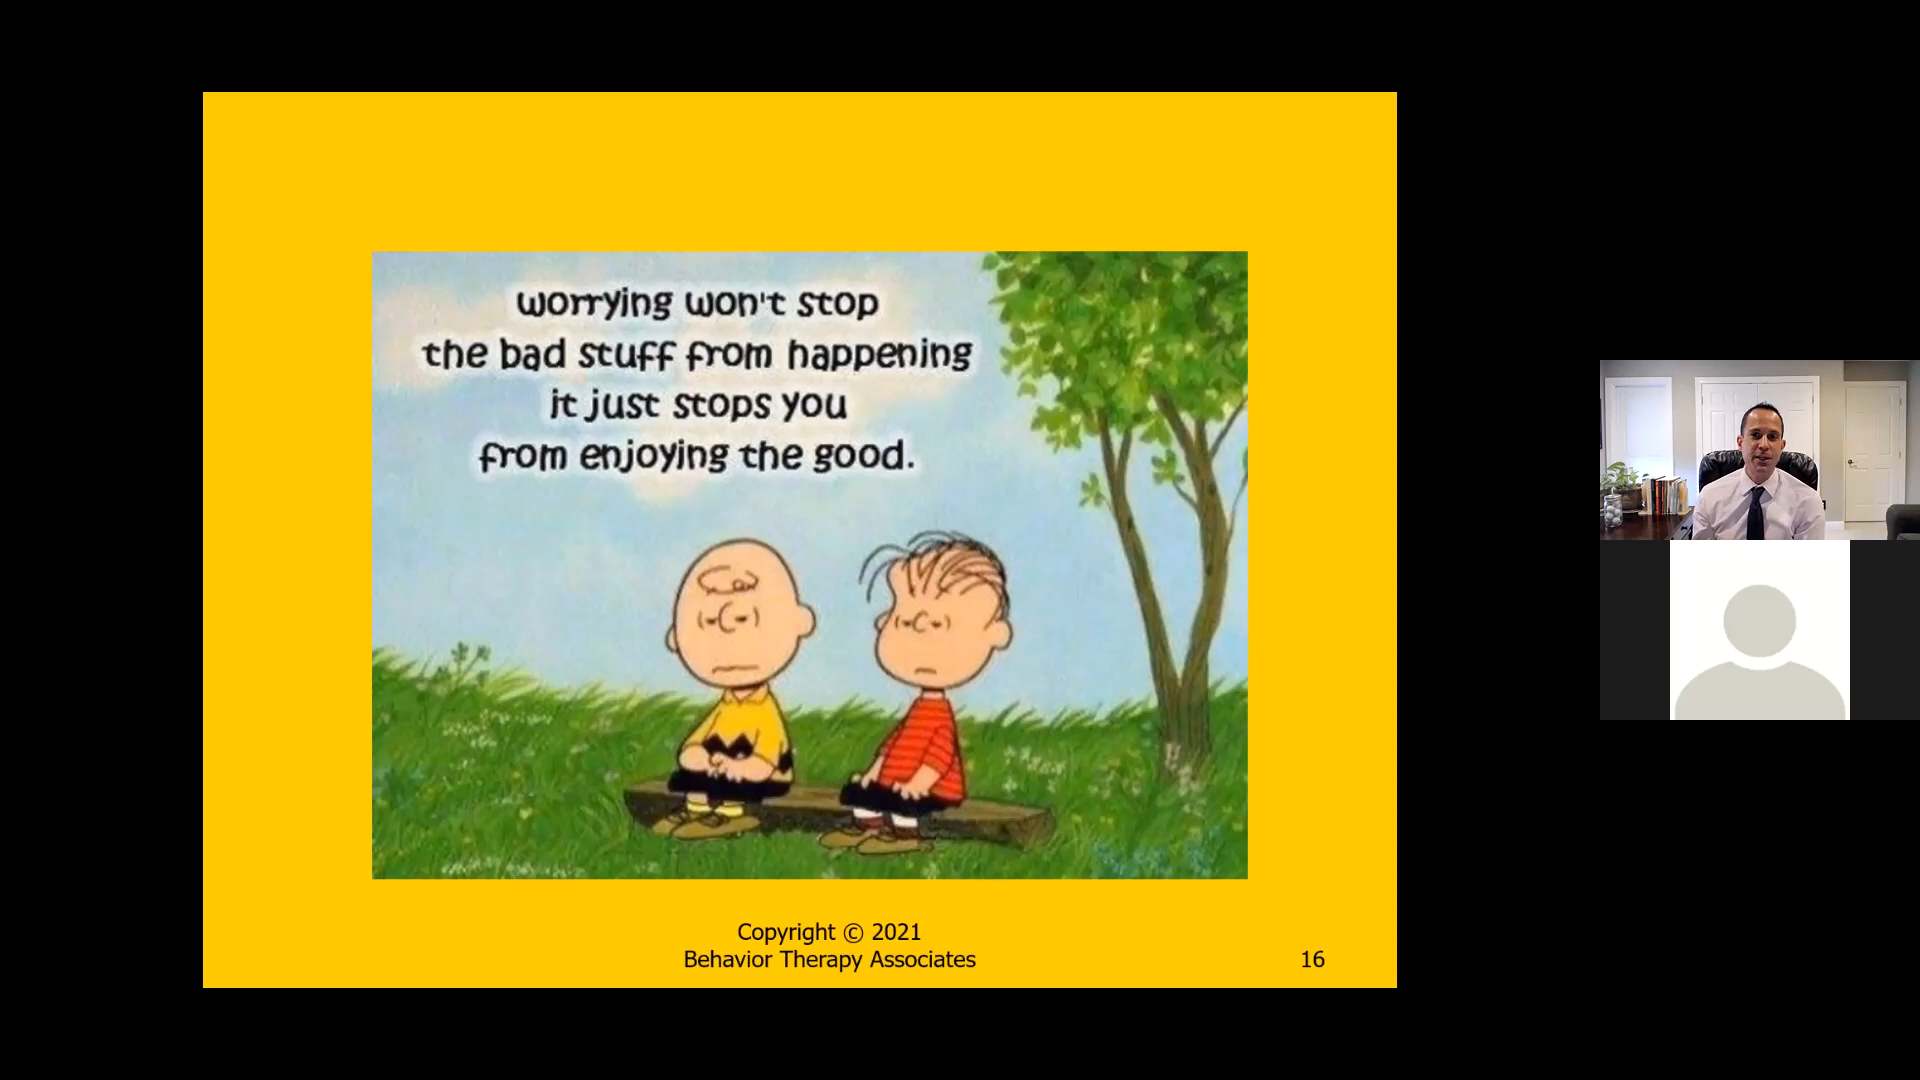 worrying won't stop
the bad stuff from happening
it just stops you
from enjoying the good.
Copyright © 2021
Behavior Therapy Associates
16